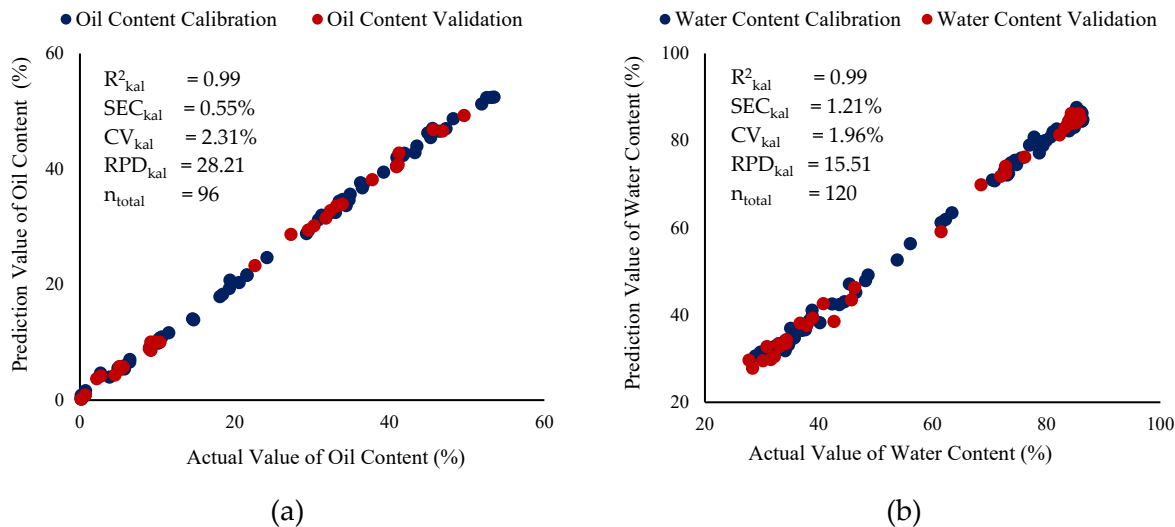 Oil Content Calibration Oil Content Validation
60
40
20
0
0 20 40 60
Prediction Value of Oil Content (%)
R²kal = 0.99
SECkal = 0.55%
CVkal = 2.31%
RPDkal = 28.21
ntotal = 96
Actual Value of Oil Content (%)
(a)
Water Content Calibration Water Content Validation
100
80
60
40
20
20 40 60 80 100
Prediction Value of Water Content (%)
R²kal = 0.99
SECkal = 1.21%
CVkal = 1.96%
RPDkal = 15.51
ntotal = 120
Actual Value of Water Content (%)
(b)